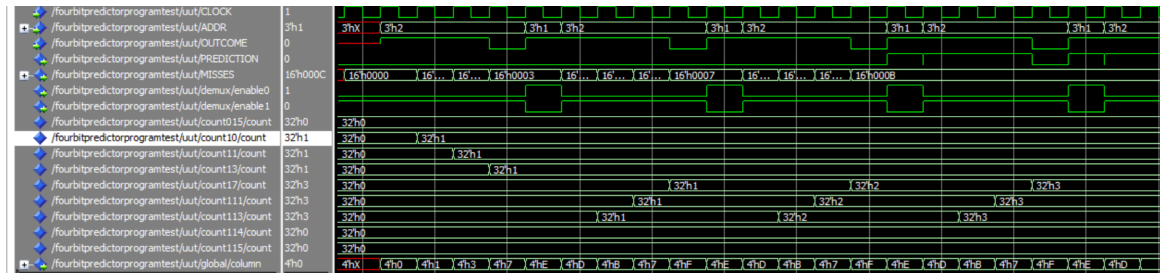 /fourbitpredictorprogramtest/uut/CLOCK 1
/fourbitpredictorprogramtest/uut/ADDR 3'h1 3'hX 3'h2 3'h1 3'h2 3'h1 3'h2 3'h1 3'h2 3'h1 3'h2
/fourbitpredictorprogramtest/uut/OUTCOME 0
/fourbitpredictorprogramtest/uut/PREDICTION 0
/fourbitpredictorprogramtest/uut/MISSES 16'h000C 16'h0000 16'... 16'... 16'h0003 16'... 16'... 16'... 16'h0007 16'... 16'... 16'... 16'h000B
/fourbitpredictorprogramtest/uut/demux/enable0 1
/fourbitpredictorprogramtest/uut/demux/enable1 0
/fourbitpredictorprogramtest/uut/count015/count 32'h0 32'h0
/fourbitpredictorprogramtest/uut/count10/count 32'h1 32'h0 32'h1
/fourbitpredictorprogramtest/uut/count11/count 32'h1 32'h0 32'h1
/fourbitpredictorprogramtest/uut/count13/count 32'h1 32'h0 32'h1
/fourbitpredictorprogramtest/uut/count17/count 32'h3 32'h0 32'h1 32'h2 32'h3
/fourbitpredictorprogramtest/uut/count111/count 32'h3 32'h0 32'h1 32'h2 32'h3
/fourbitpredictorprogramtest/uut/count113/count 32'h3 32'h0 32'h1 32'h2 32'h3
/fourbitpredictorprogramtest/uut/count114/count 32'h0 32'h0
/fourbitpredictorprogramtest/uut/count115/count 32'h0 32'h0
/fourbitpredictorprogramtest/uut/global/column 4'h0 4'hX 4'h0 4'h1 4'h3 4'h7 4'hE 4'hD 4'hB 4'h7 4'hF 4'hE 4'hD 4'hB 4'h7 4'hF 4'hE 4'hD 4'hB 4'h7 4'hF 4'hE 4'hD